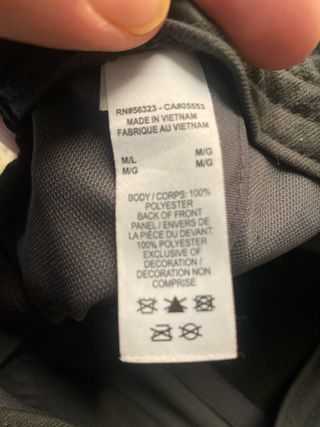 RN#56323 - CA#05553
MADE IN VIETNAM
FABRIQUE AU VIETNAM
M/L M/G
M/G M/G
BODY / CORPS: 100%
POLYESTER
BACK OF FRONT
PANEL / ENVERS DE
LA PIÈCE DU DEVANT:
100% POLYESTER
EXCLUSIVE OF
DECORATION /
DECORATION NON
COMPRISE